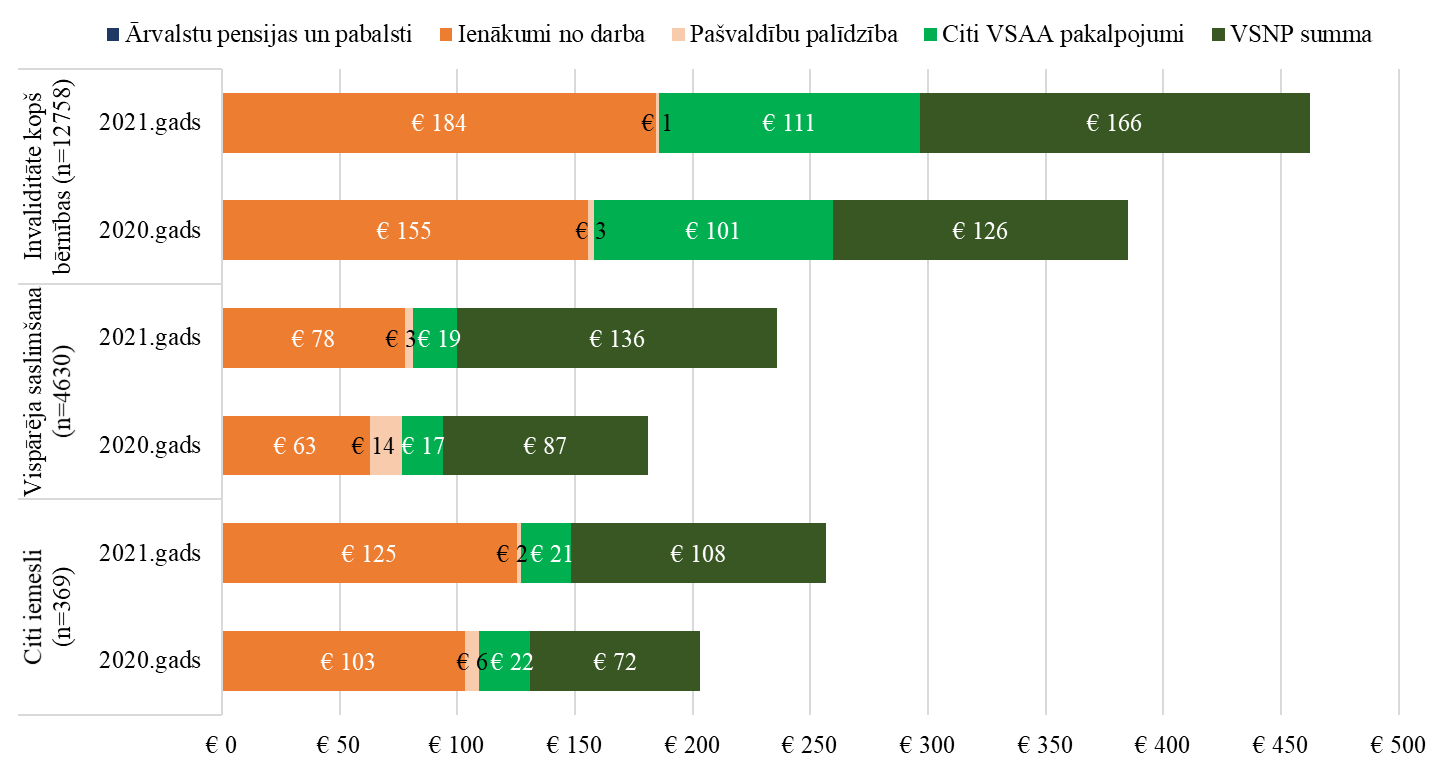 Ārvalstu pensijas un pabalsti Ienākumi no darba Pašvaldību palīdzība Citi VSAA pakalpojumi VSNP summa
Invaliditāte kopš
bērnības (n=12758)
2021.gads
€ 184 € 1 € 111 € 166
2020.gads
€ 155 € 3 € 101 € 126
Vispārēja saslimšana
(n=4630)
2021.gads
€ 78 € 3 € 19 € 136
2020.gads
€ 63 € 14 € 17 € 87
Citi iemesli
(n=369)
2021.gads
€ 125 € 2 € 21 € 108
2020.gads
€ 103 € 6 € 22 € 72
€ 0 € 50 € 100 € 150 € 200 € 250 € 300 € 350 € 400 € 450 € 500